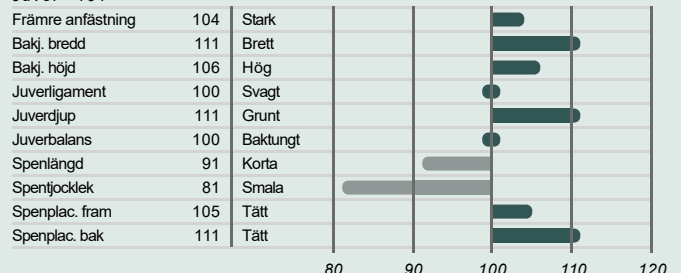 Främre anfästning 104 Stark
Bakj. bredd 111 Brett
Bakj. höjd 106 Hög
Juverligament 100 Svagt
Juverdjup 111 Grunt
Juverbalans 100 Baktungt
Spenlängd 91 Korta
Spentjocklek 81 Smala
Spenplac. fram 105 Tätt
Spenplac. bak 111 Tätt
80 90 100 110 120